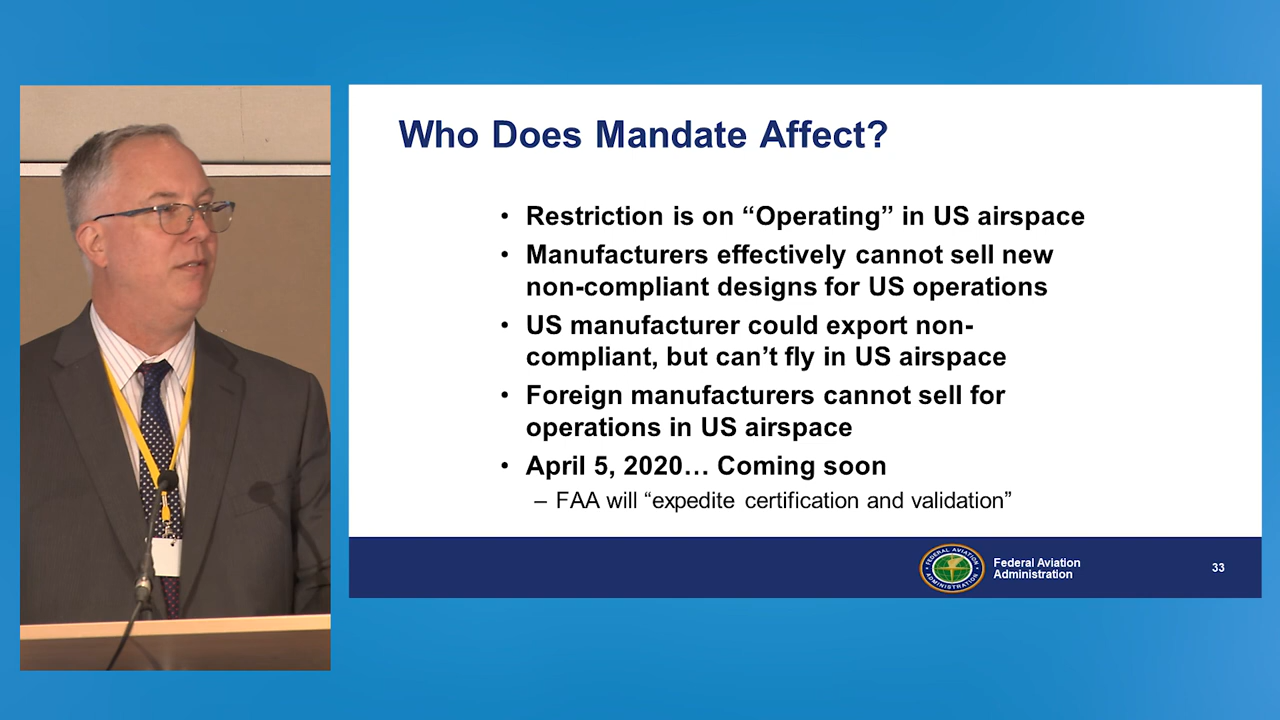 Who Does Mandate Affect?
• Restriction is on “Operating” in US airspace
• Manufacturers effectively cannot sell new
non-compliant designs for US operations
• US manufacturer could export non-
compliant, but can’t fly in US airspace
• Foreign manufacturers cannot sell for
operations in US airspace
• April 5, 2020… Coming soon
– FAA will “expedite certification and validation”
FEDERAL AVIATION
ADMINISTRATION
Federal Aviation
Administration
33